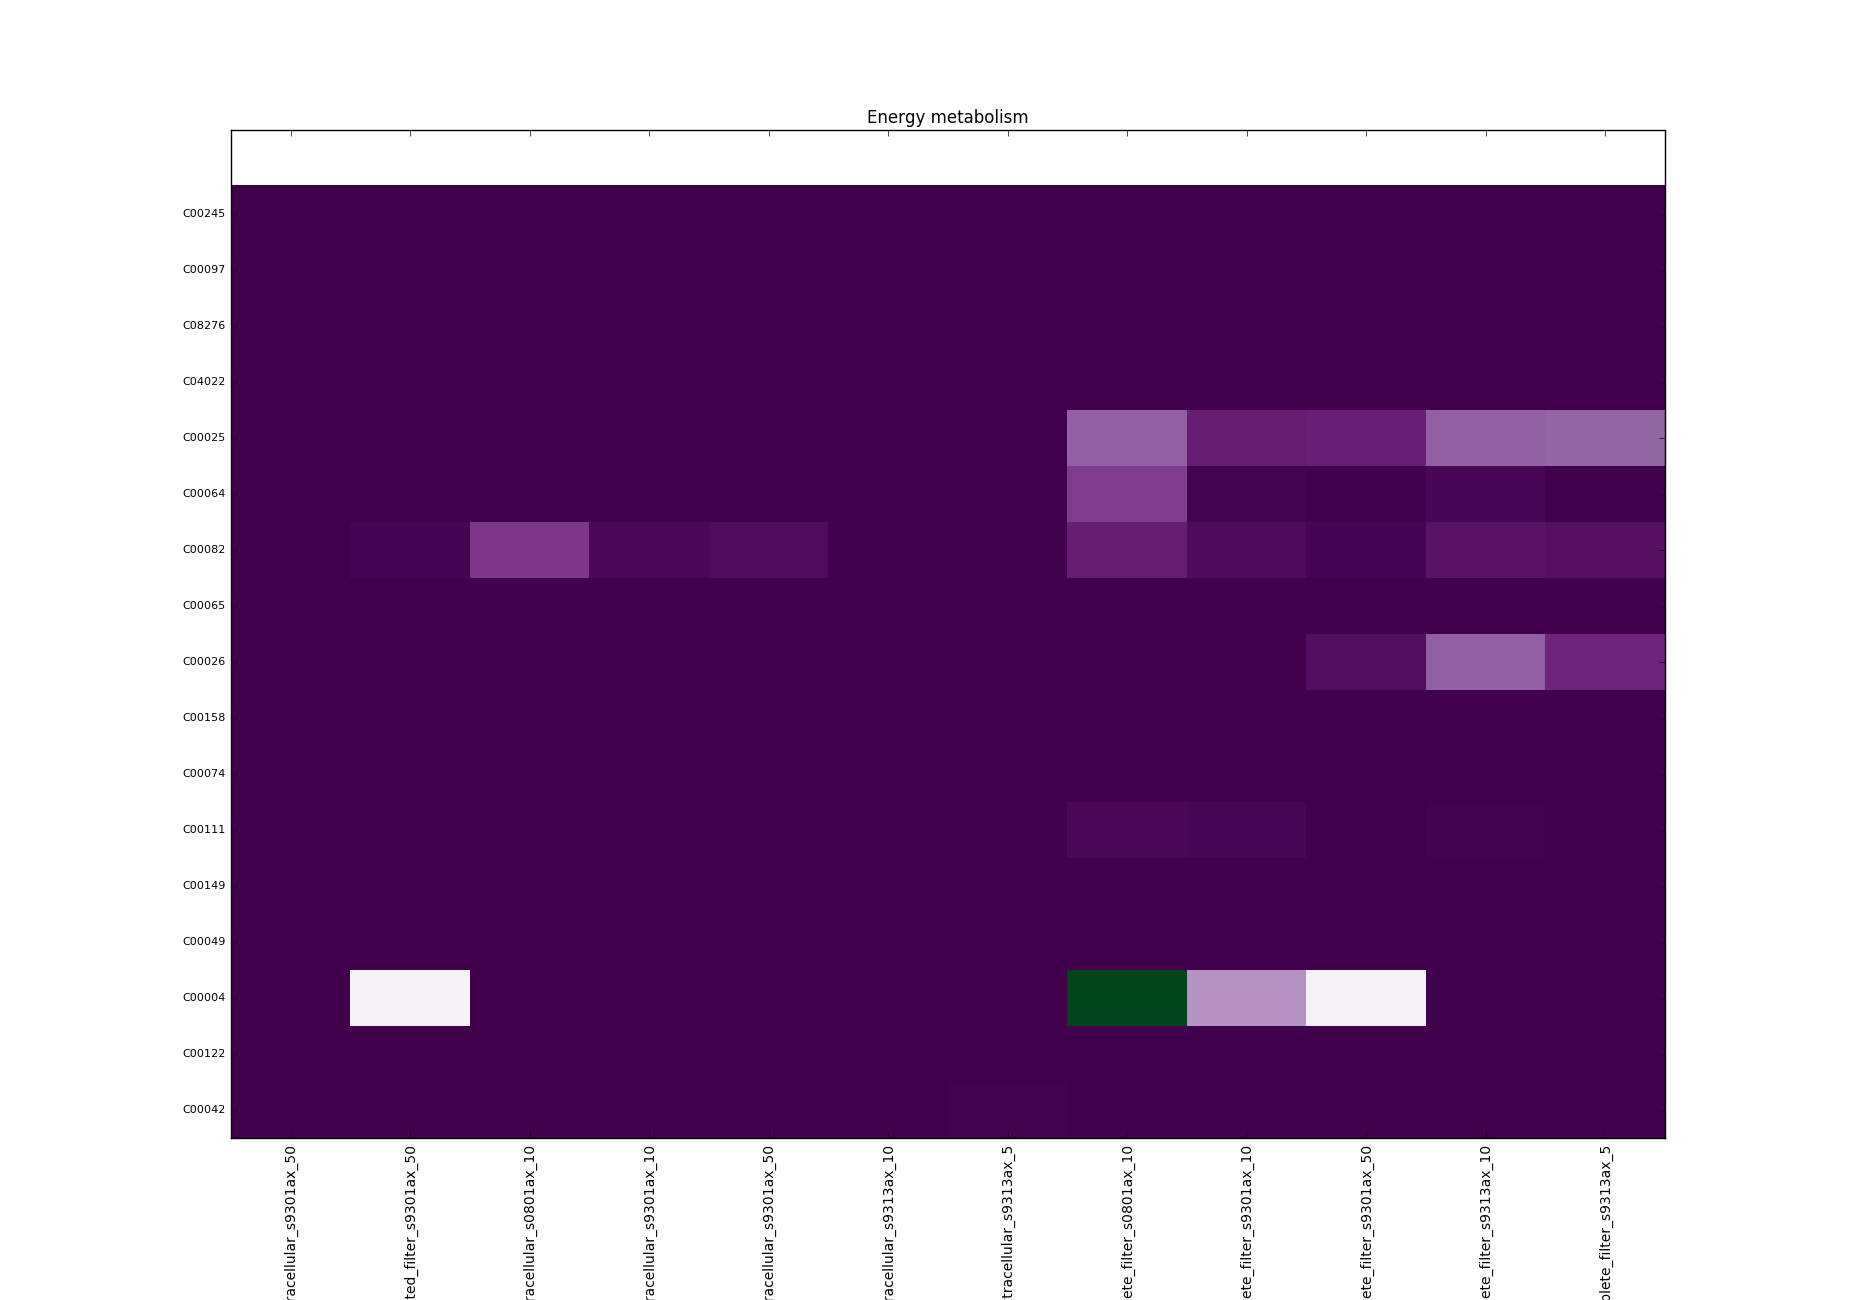 Energy metabolism
C00245
C00097
C08276
C04022
C00025
C00064
C00082
C00065
C00026
C00158
C00074
C00111
C00149
C00049
C00004
C00122
C00042
racellular_s9301ax_50
ted_filter_s9301ax_50
racellular_s0801ax_10
racellular_s9301ax_10
racellular_s9301ax_50
racellular_s9313ax_10
tracellular_s9313ax_5
ete_filter_s0801ax_10
ete_filter_s9301ax_10
ete_filter_s9301ax_50
ete_filter_s9313ax_10
plete_filter_s9313ax_5